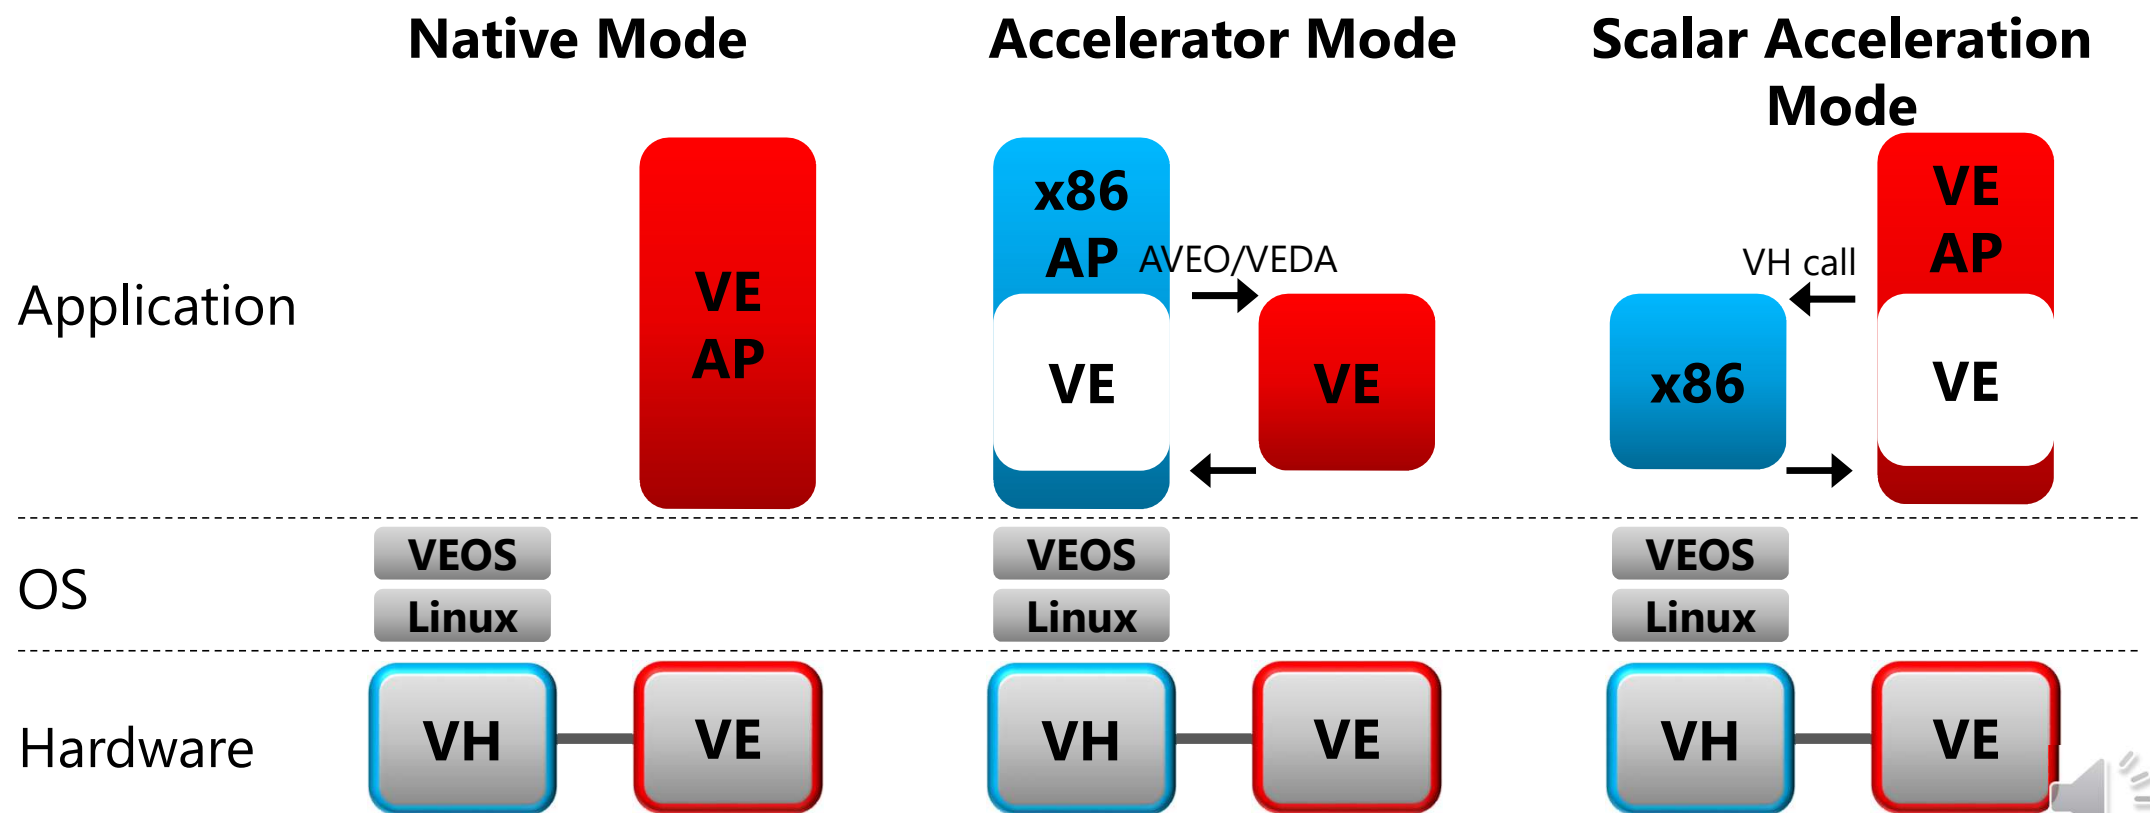 Native Mode
Accelerator Mode
Scalar Acceleration
Mode
Application
VE
AP
x86
AP
AVEO/VEDA
VE
VE
VH call
x86
VE
AP
VE
OS
VEOS
Linux
VEOS
Linux
VEOS
Linux
Hardware
VH
VE
VH
VE
VH
VE